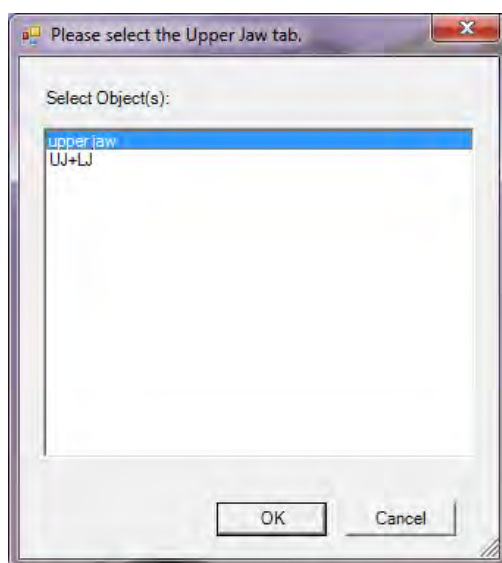 Please select the Upper Jaw tab.
Select Object(s):
upper jaw
UJ+LJ
OK
Cancel